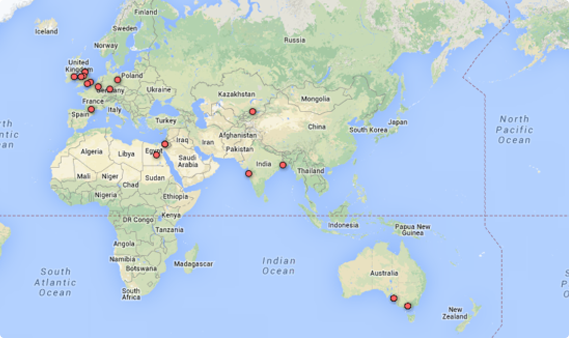 Finland
Sweden
Iceland
Norway
Russia
United
Kingdom
Poland
Germany
Ukraine
Kazakhstan
Mongolia
France
Italy
Spain
Turkey
Afghanistan
China
Japan
South Korea
North
Pacific
Ocean
Algeria
Libya
Egypt
Iraq
Iran
Pakistan
Saudi
Arabia
India
Thailand
Mali
Niger
Chad
Sudan
Nigeria
Ethiopia
DR Congo
Kenya
Tanzania
Indonesia
Papua New
Guinea
Angola
Namibia
Botswana
Madagascar
Indian
Ocean
South
Atlantic
Ocean
South
Africa
Australia
New
Zealand